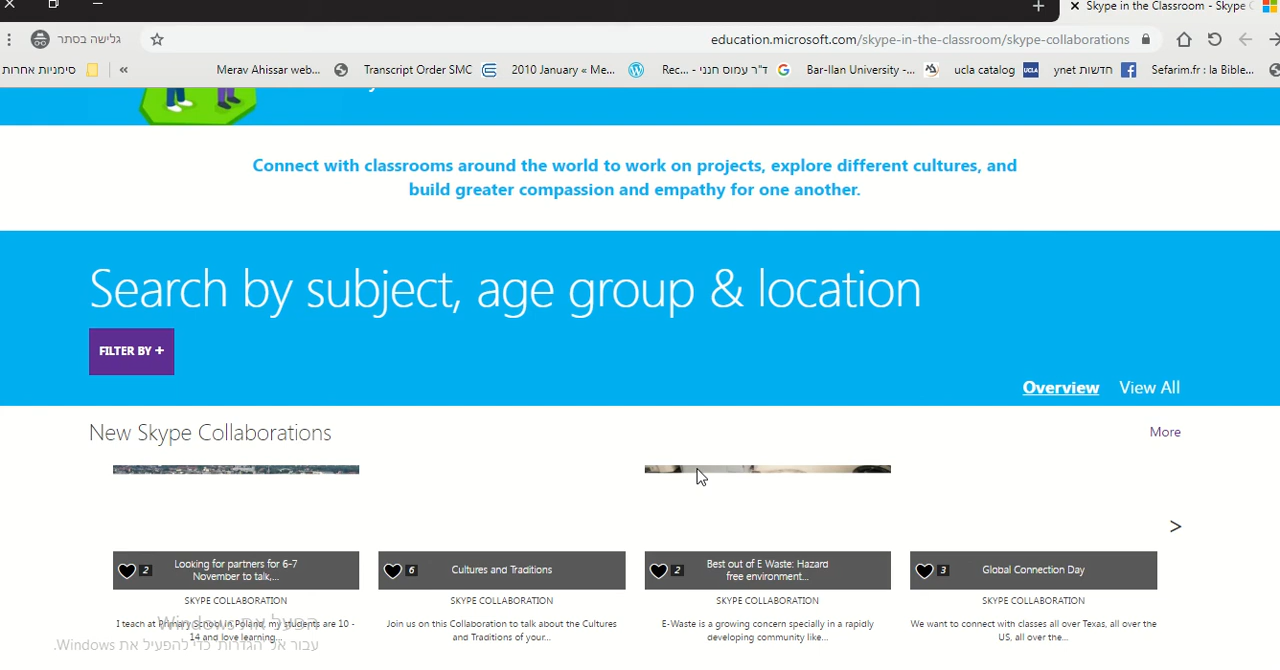 Skype in the Classroom - Skype C
גלישה בסתר
education.microsoft.com/skype-in-the-classroom/skype-collaborations
סימניות אחרות
«
Merav Ahissar web...
Transcript Order SMC
2010 January « Me...
ד"ר עמוס חנני - Rec...
Bar-Ilan University -...
ucla catalog
UCLA
ynet חדשות
Sefarim.fr : la Bible...
Connect with classrooms around the world to work on projects, explore different cultures, and
build greater compassion and empathy for one another.
Search by subject, age group & location
FILTER BY +
Overview
View All
New Skype Collaborations
More
>
2
Looking for partners for 6-7
November to talk,...
SKYPE COLLABORATION
I teach at Primary School in Poland, my students are 10 -
14 and love learning...
6
Cultures and Traditions
SKYPE COLLABORATION
Join us on this Collaboration to talk about the Cultures
and Traditions of your...
2
Best out of E Waste: Hazard
free environment...
SKYPE COLLABORATION
E-Waste is a growing concern specially in a rapidly
developing community like...
3
Global Connection Day
SKYPE COLLABORATION
We want to connect with classes all over Texas, all over the
US, all over the...
הפעל את Windows
עבור אל 'הגדרות' כדי להפעיל את Windows.